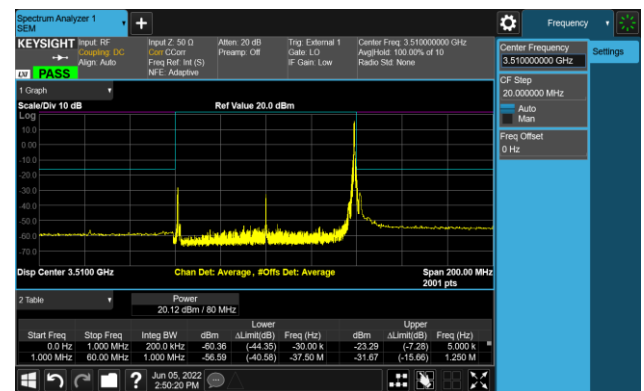 Spectrum Analyzer 1
SEM
+
Frequency
KEYSIGHT
Input: RF
Coupling: DC
Align: Auto
Input Z: 50 Ω
Corr CCorr
Freq Ref: Int (S)
NFE: Adaptive
Atten: 20 dB
Preamp: Off
Trig: External 1
Gate: LO
IF Gain: Low
Center Freq: 3.510000000 GHz
Avg|Hold: 100.00% of 10
Radio Std: None
LXI
PASS
Center Frequency
3.510000000 GHz
Settings
CF Step
20.000000 MHz
Auto
Man
Freq Offset
0 Hz
1 Graph
Scale/Div 10 dB
Ref Value 20.0 dBm
Log
10.0
0.00
-10.0
-20.0
-30.0
-40.0
-50.0
-60.0
-70.0
Disp Center 3.5100 GHz
Chan Det: Average , #Offs Det: Average
Span 200.00 MHz
2001 pts
2 Table
Power
20.12 dBm / 80 MHz
Lower Upper
Start Freq Stop Freq Integ BW dBm ΔLimit(dB) Freq (Hz) dBm ΔLimit(dB) Freq (Hz)
0.0 Hz 1.000 MHz 200.0 kHz -60.36 (-44.35) -30.00 k -23.29 (-7.28) 5.000 k
1.000 MHz 60.00 MHz 1.000 MHz -56.59 (-40.58) -37.50 M -31.67 (-15.66) 1.250 M
?
Jun 05, 2022
2:50:20 PM